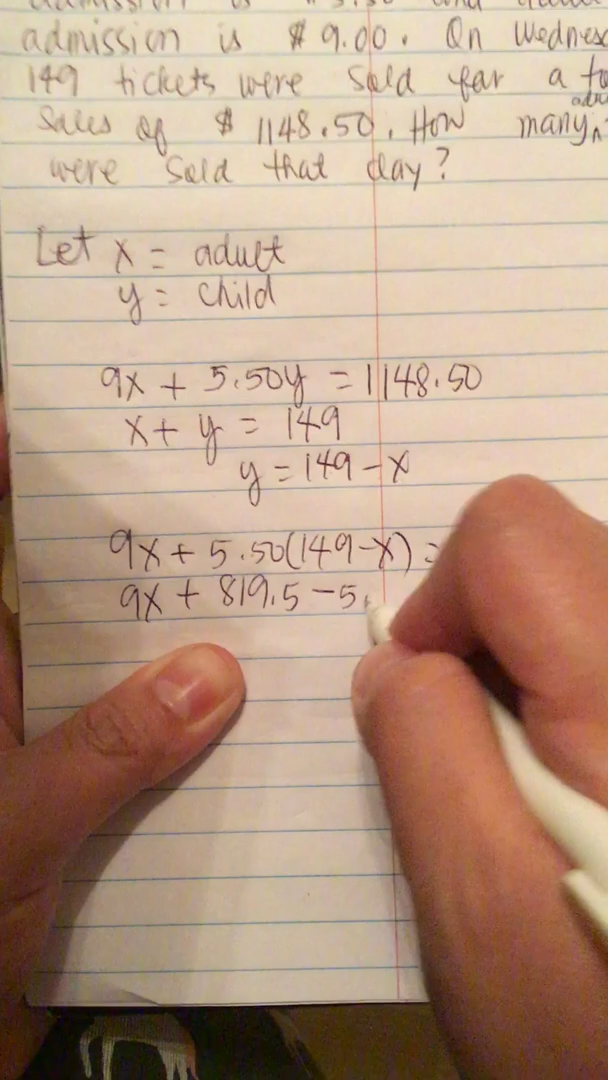 admission is $ 9.00. On
149 tickets were sold for a
Sales of $ 1148.50. How many
were sold that day?
Let x = adult
y = child
9x + 5.50y = 1148.50
x + y = 149
y = 149 - x
9x + 5.50(149-x) =
9x + 819.5 - 5.